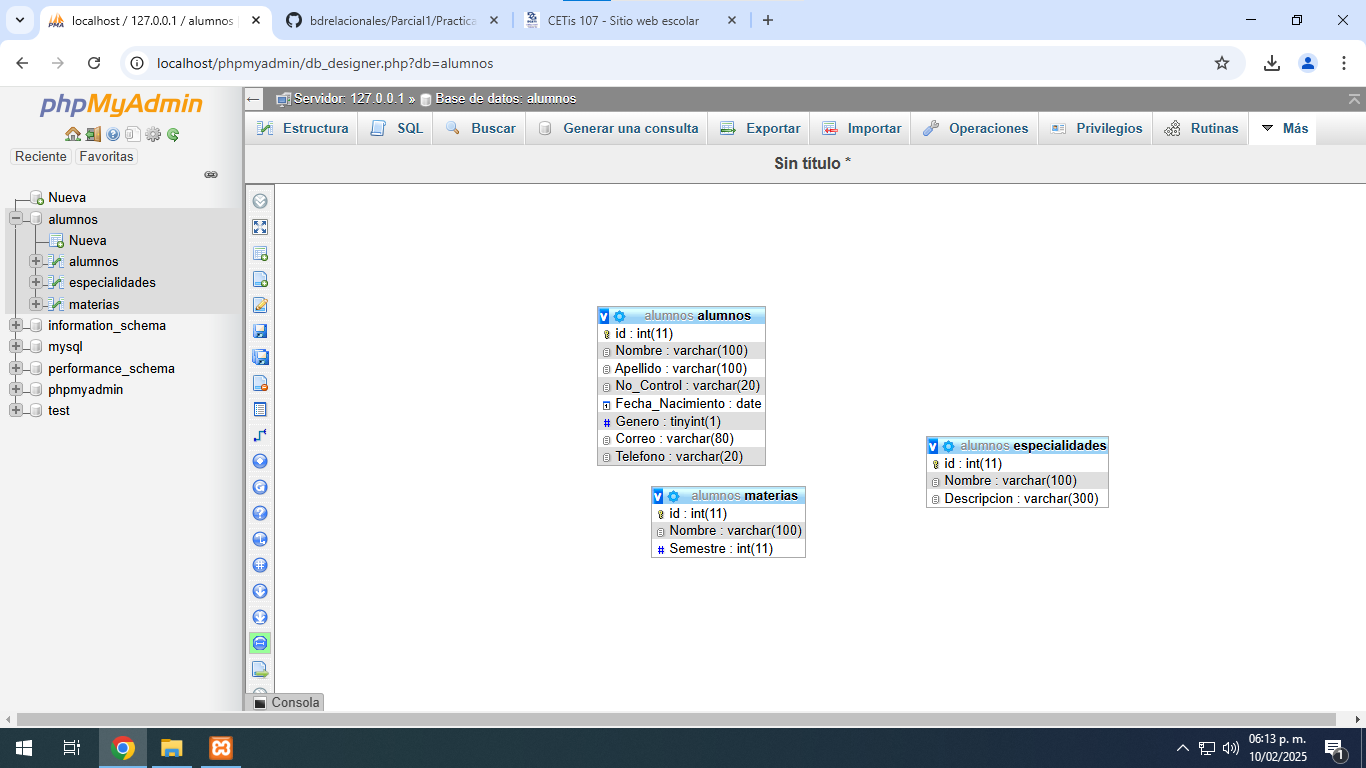 localhost / 127.0.0.1 / alumnos
bdrelacionales/Parcial1/Practica
CETis 107 - Sitio web escolar
localhost/phpmyadmin/db_designer.php?db=alumnos
phpMyAdmin
Reciente
Favoritas
Nueva
alumnos
Nueva
alumnos
especialidades
materias
information_schema
mysql
performance_schema
phpmyadmin
test
Servidor: 127.0.0.1 » Base de datos: alumnos
Estructura SQL Buscar Generar una consulta Exportar Importar Operaciones Privilegios Rutinas Más
Sin título *
alumnos alumnos
id : int(11)
Nombre : varchar(100)
Apellido : varchar(100)
No_Control : varchar(20)
Fecha_Nacimiento : date
Genero : tinyint(1)
Correo : varchar(80)
Telefono : varchar(20)
alumnos materias
id : int(11)
Nombre : varchar(100)
Semestre : int(11)
alumnos especialidades
id : int(11)
Nombre : varchar(100)
Descripcion : varchar(300)
Consola
06:13 p. m.
10/02/2025
1